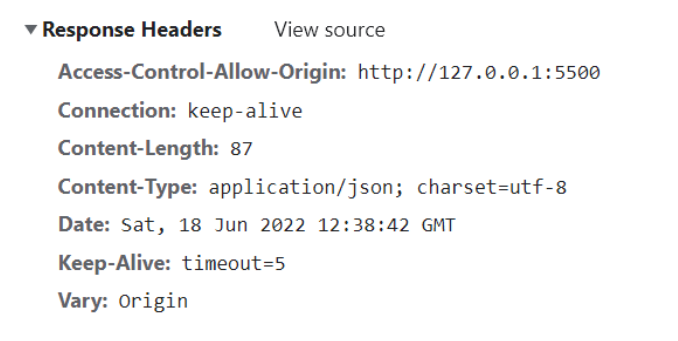 Response Headers View source
Access-Control-Allow-Origin: http://127.0.0.1:5500
Connection: keep-alive
Content-Length: 87
Content-Type: application/json; charset=utf-8
Date: Sat, 18 Jun 2022 12:38:42 GMT
Keep-Alive: timeout=5
Vary: Origin